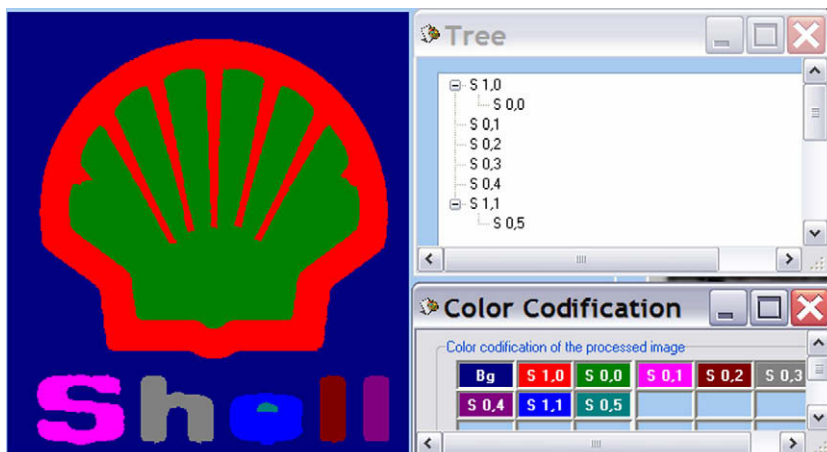 Shell
Tree
S 1,0
S 0,0
S 0,1
S 0,2
S 0,3
S 0,4
S 1,1
S 0,5
Color Codification
Color codification of the processed image
Bg S 1,0 S 0,0 S 0,1 S 0,2 S 0,3
S 0,4 S 1,1 S 0,5